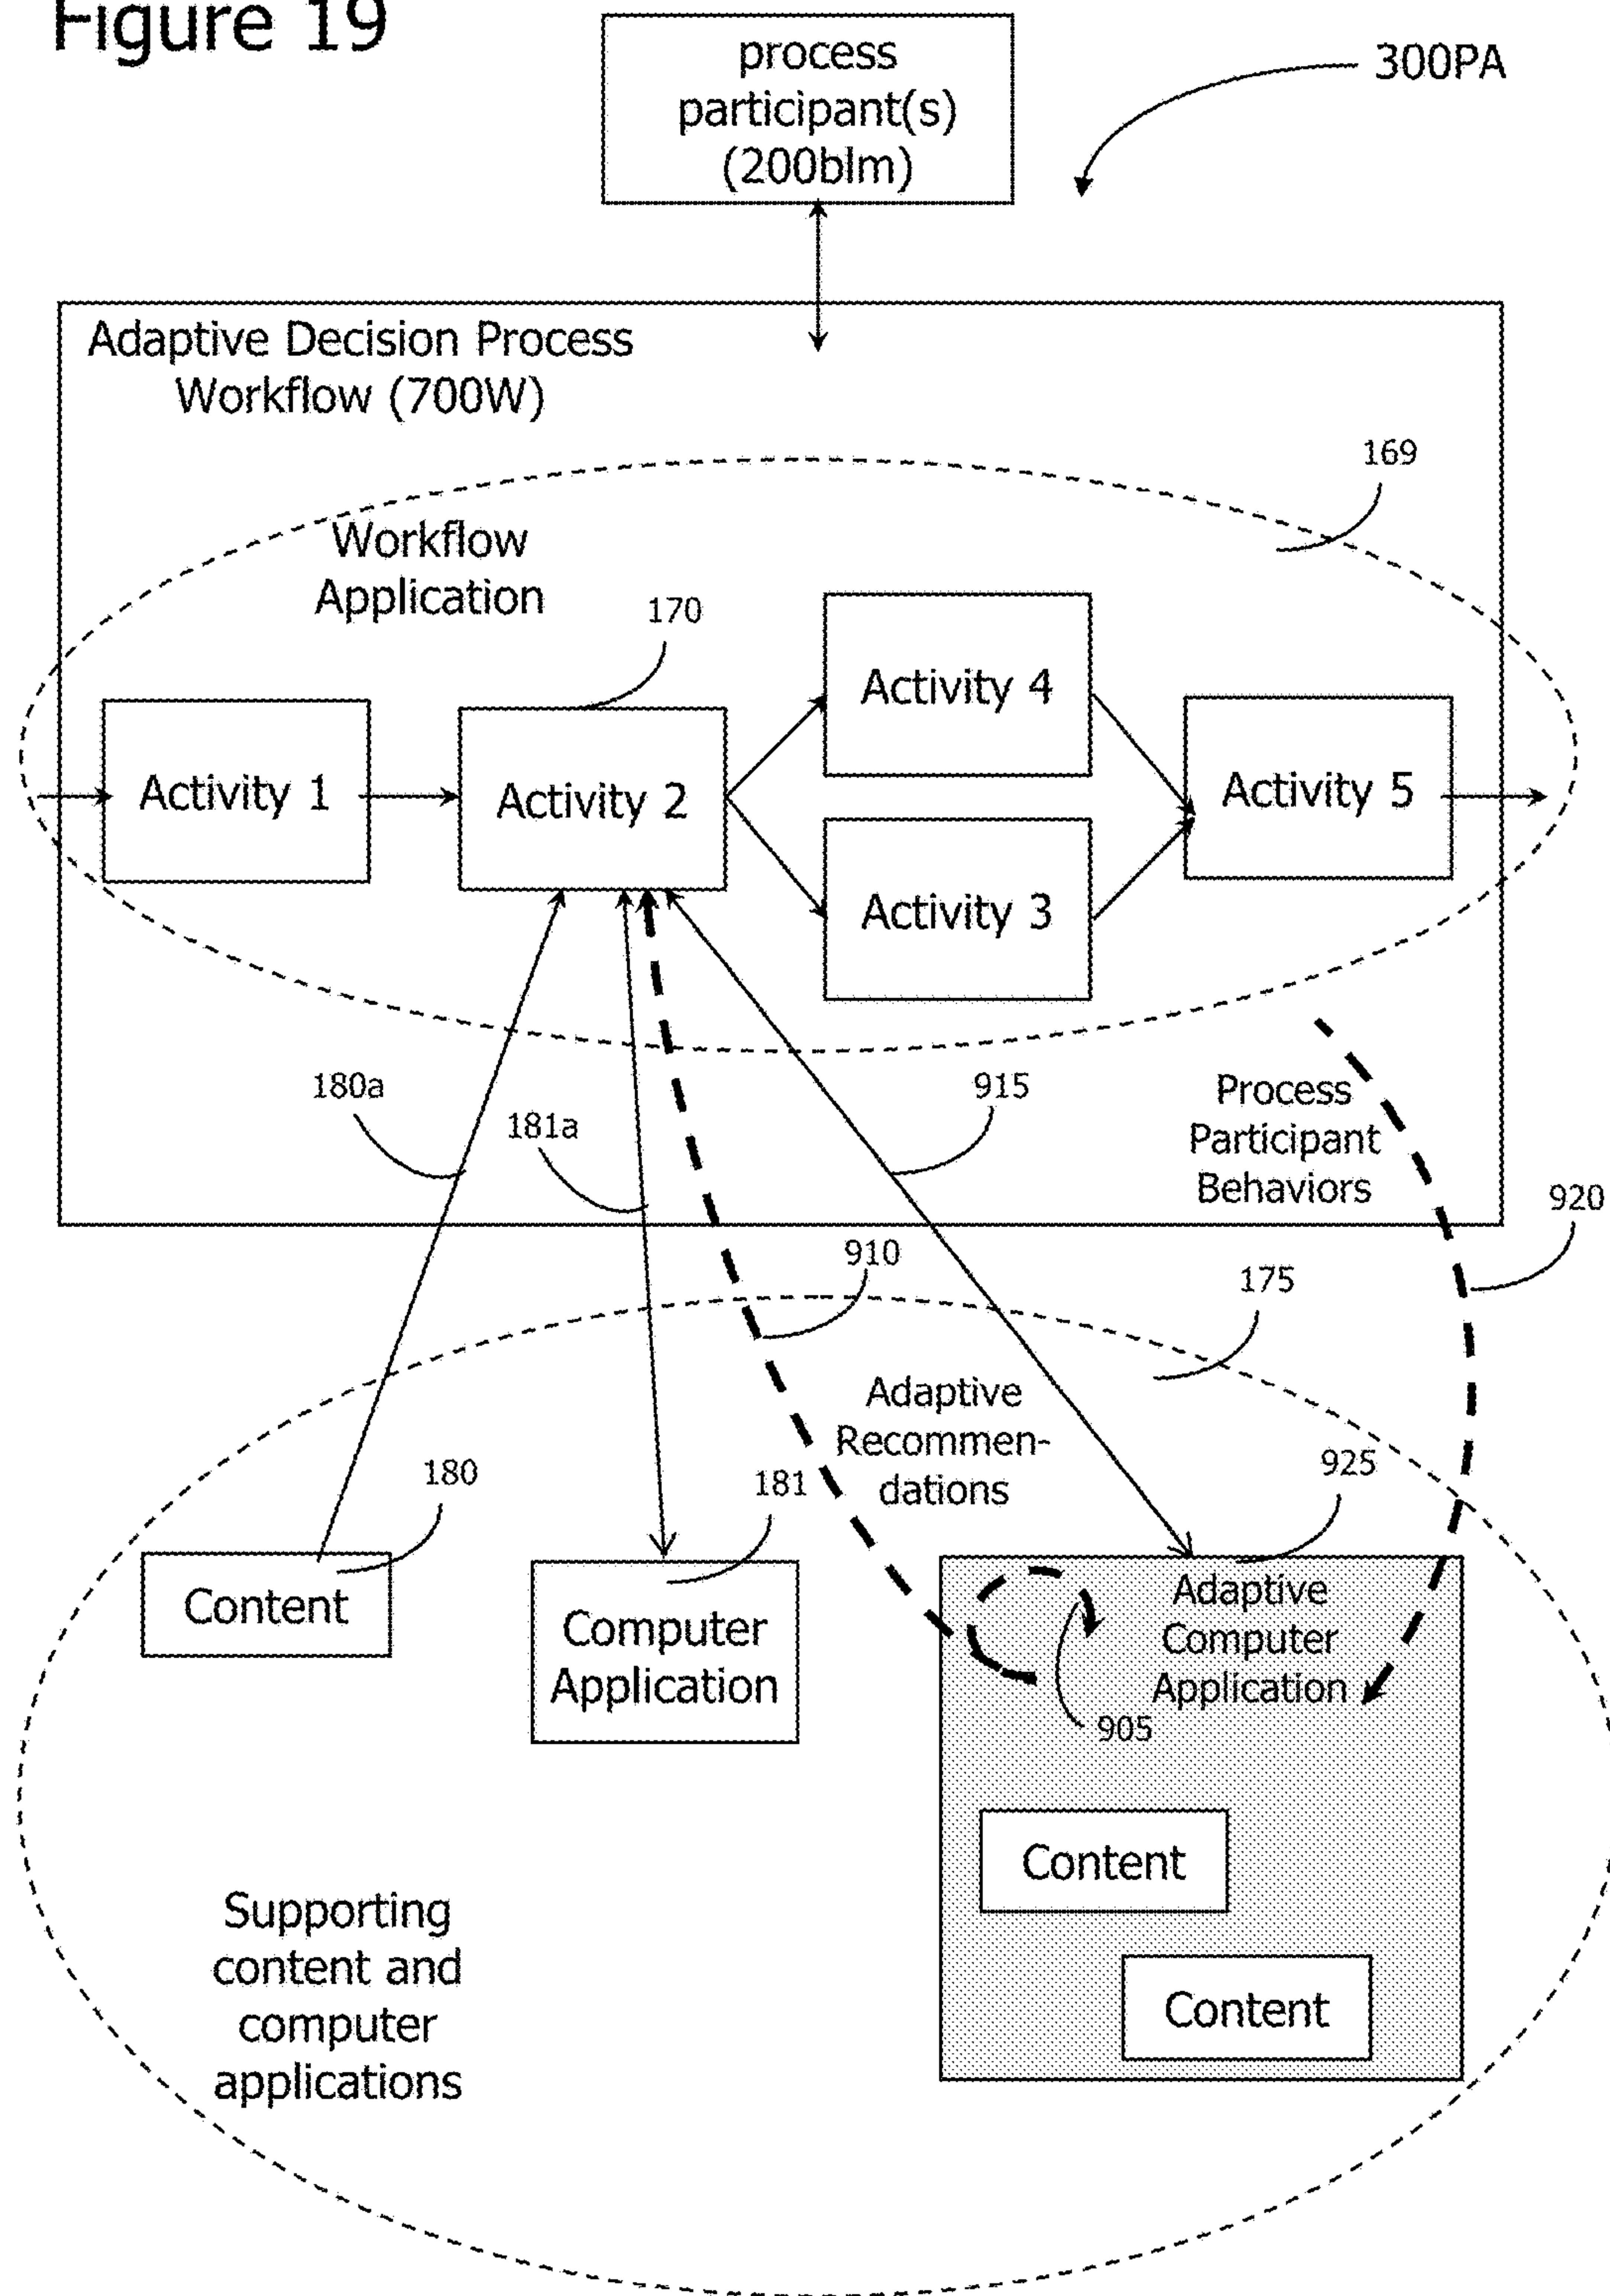 Figure 19
process
participant(s)
(200blm)
300PA
Adaptive Decision Process
Workflow (700W)
169
Workflow
Application
170
Activity 4
Activity 1
Activity 2
Activity 5
Activity 3
180a
181a
915
Process
Participant
Behaviors
920
910
175
Adaptive
Recommen-
dations
180
181
925
Content
Computer
Application
Adaptive
Computer
Application
905
Content
Content
Supporting
content and
computer
applications